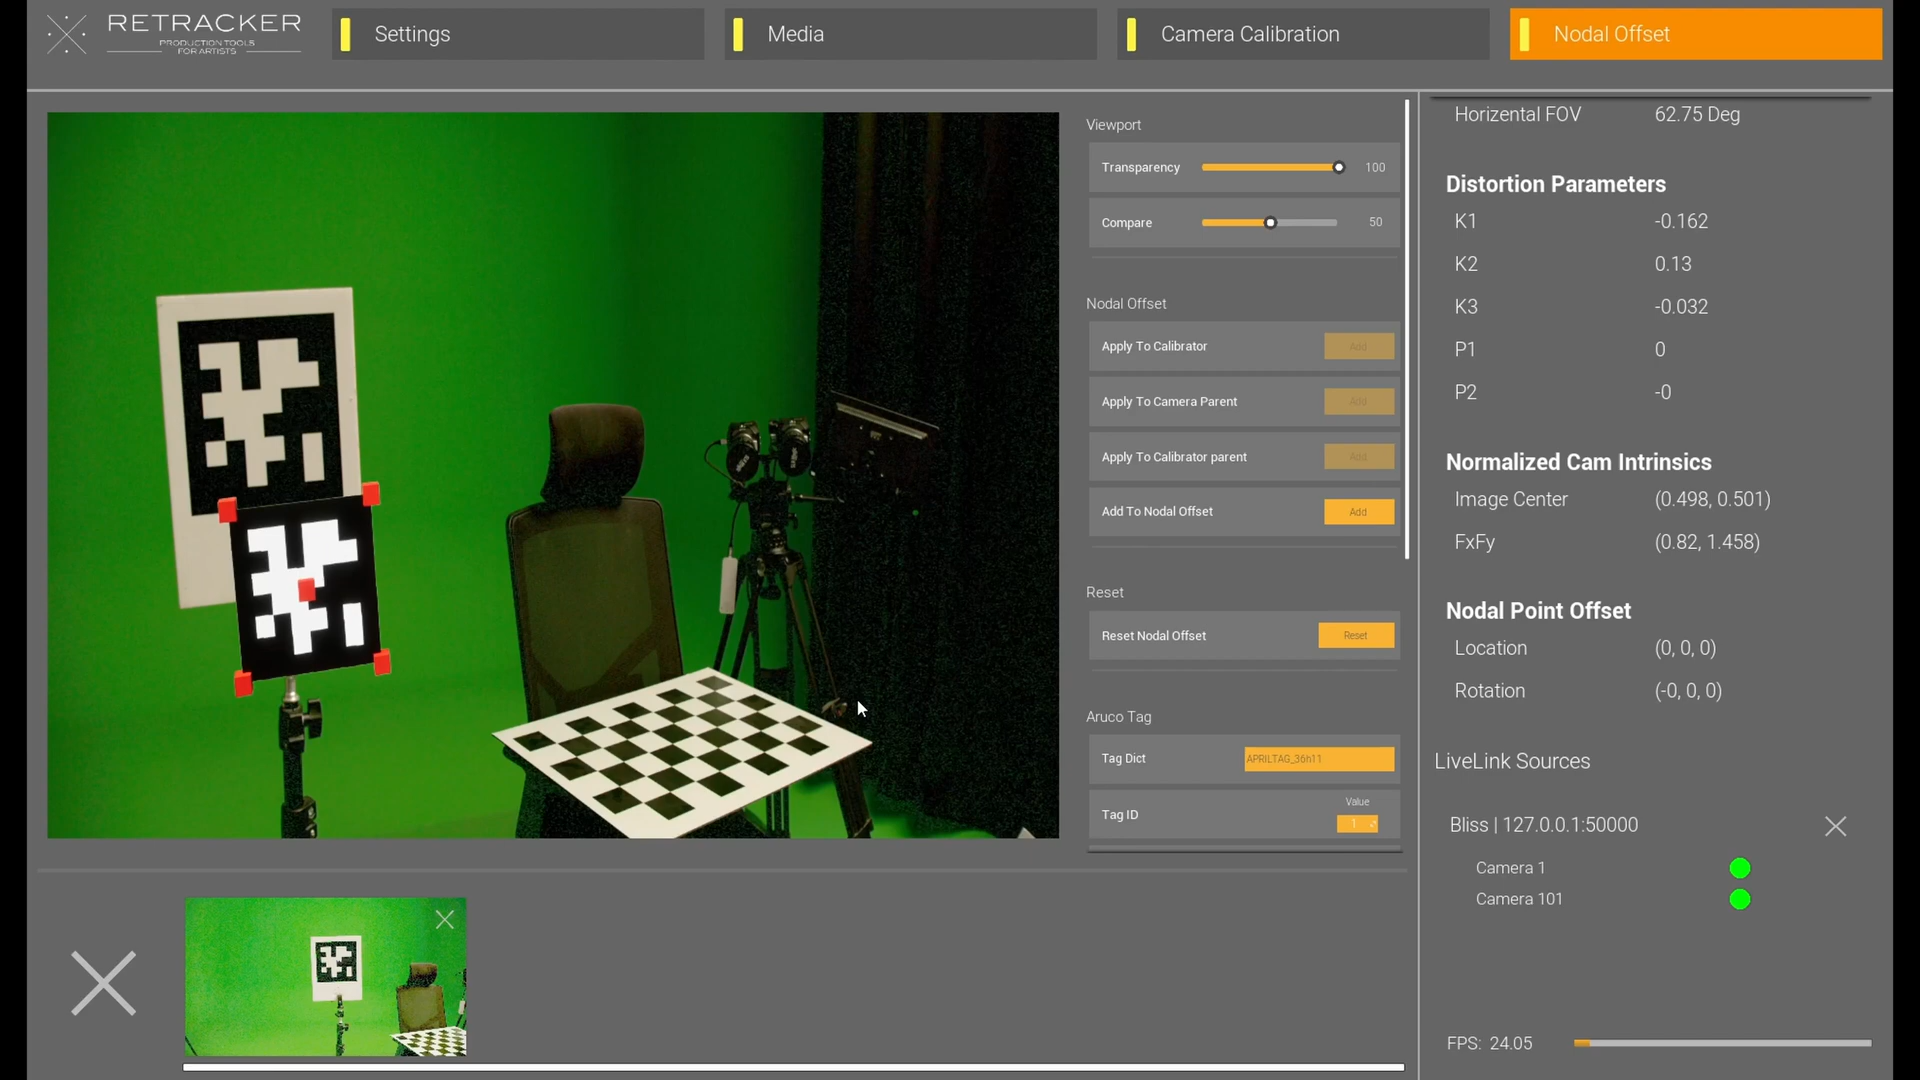 RETRACKER
PRODUCTION TOOLS
FOR ARTISTS
Settings
Media
Camera Calibration
Nodal Offset
Viewport
Transparency 100
Compare 50
Nodal Offset
Apply To Calibrator Add
Apply To Camera Parent Add
Apply To Calibrator parent Add
Add To Nodal Offset Add
Reset
Reset Nodal Offset Reset
Aruco Tag
Tag Dict APRILTAG_36h11
Value
Tag ID 1
Horizental FOV 62.75 Deg
Distortion Parameters
K1 -0.162
K2 0.13
K3 -0.032
P1 0
P2 -0
Normalized Cam Intrinsics
Image Center (0.498, 0.501)
FxFy (0.82, 1.458)
Nodal Point Offset
Location (0, 0, 0)
Rotation (-0, 0, 0)
LiveLink Sources
Bliss | 127.0.0.1:50000
Camera 1
Camera 101
FPS: 24.05